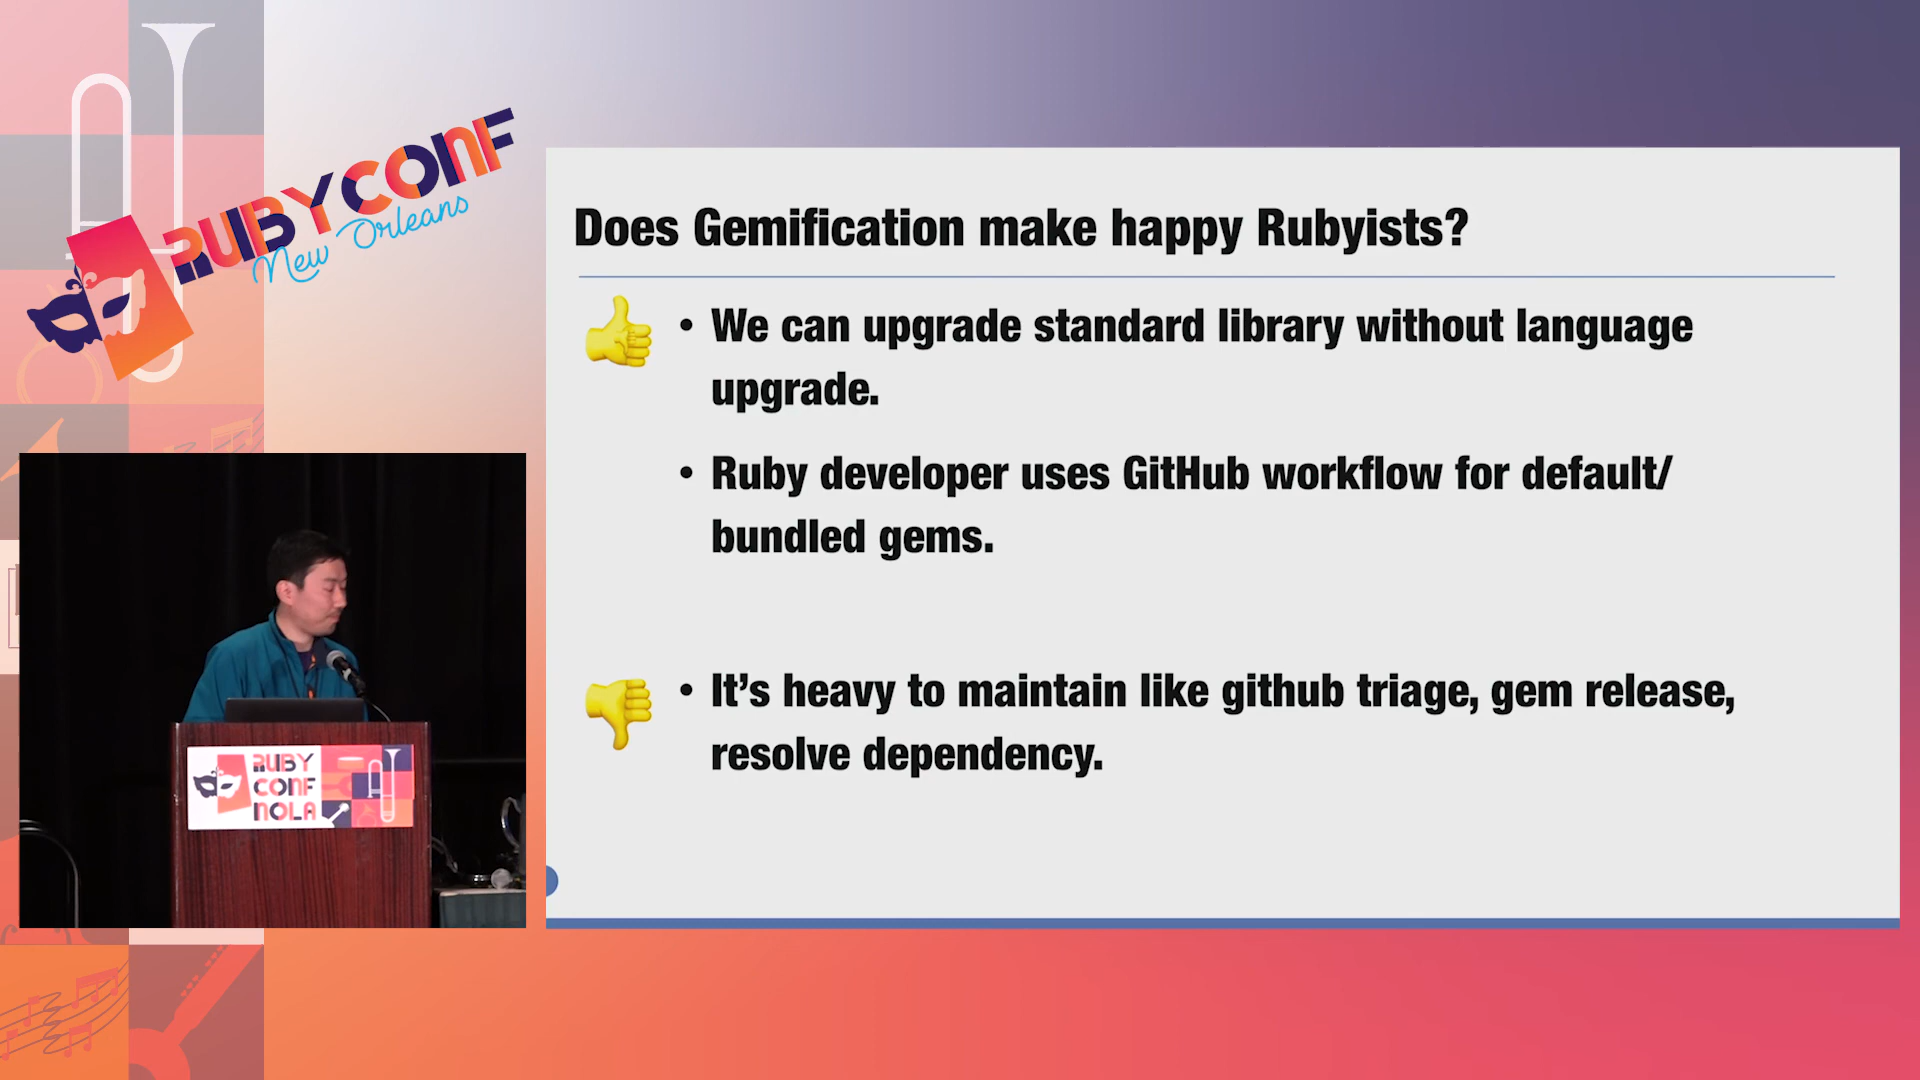 RUBYCONF
New Orleans
Does Gemification make happy Rubyists?
• We can upgrade standard library without language
upgrade.
• Ruby developer uses GitHub workflow for default/
bundled gems.
• It’s heavy to maintain like github triage, gem release,
resolve dependency.
RUBY
CONF
NOLA